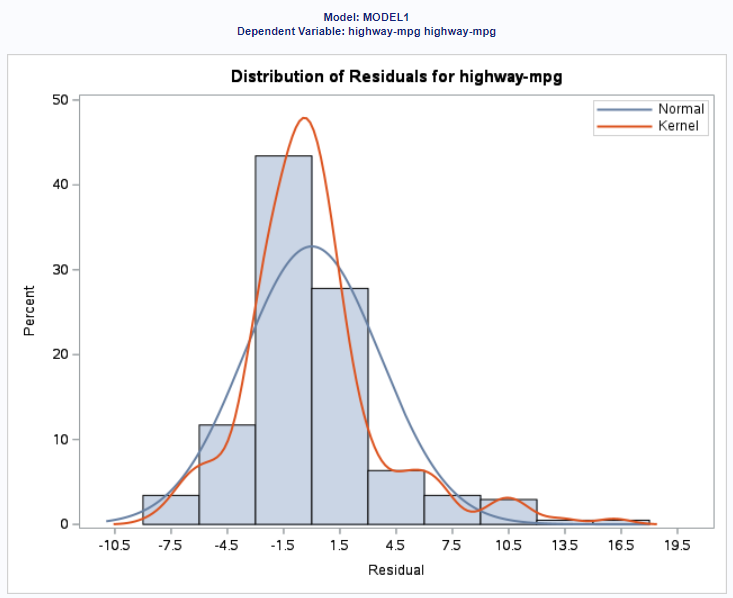 Model: MODEL1
Dependent Variable: highway-mpg highway-mpg
Distribution of Residuals for highway-mpg
Normal
Kernel
50
40
30
20
10
0
Percent
-10.5 -7.5 -4.5 -1.5 1.5 4.5 7.5 10.5 13.5 16.5 19.5
Residual